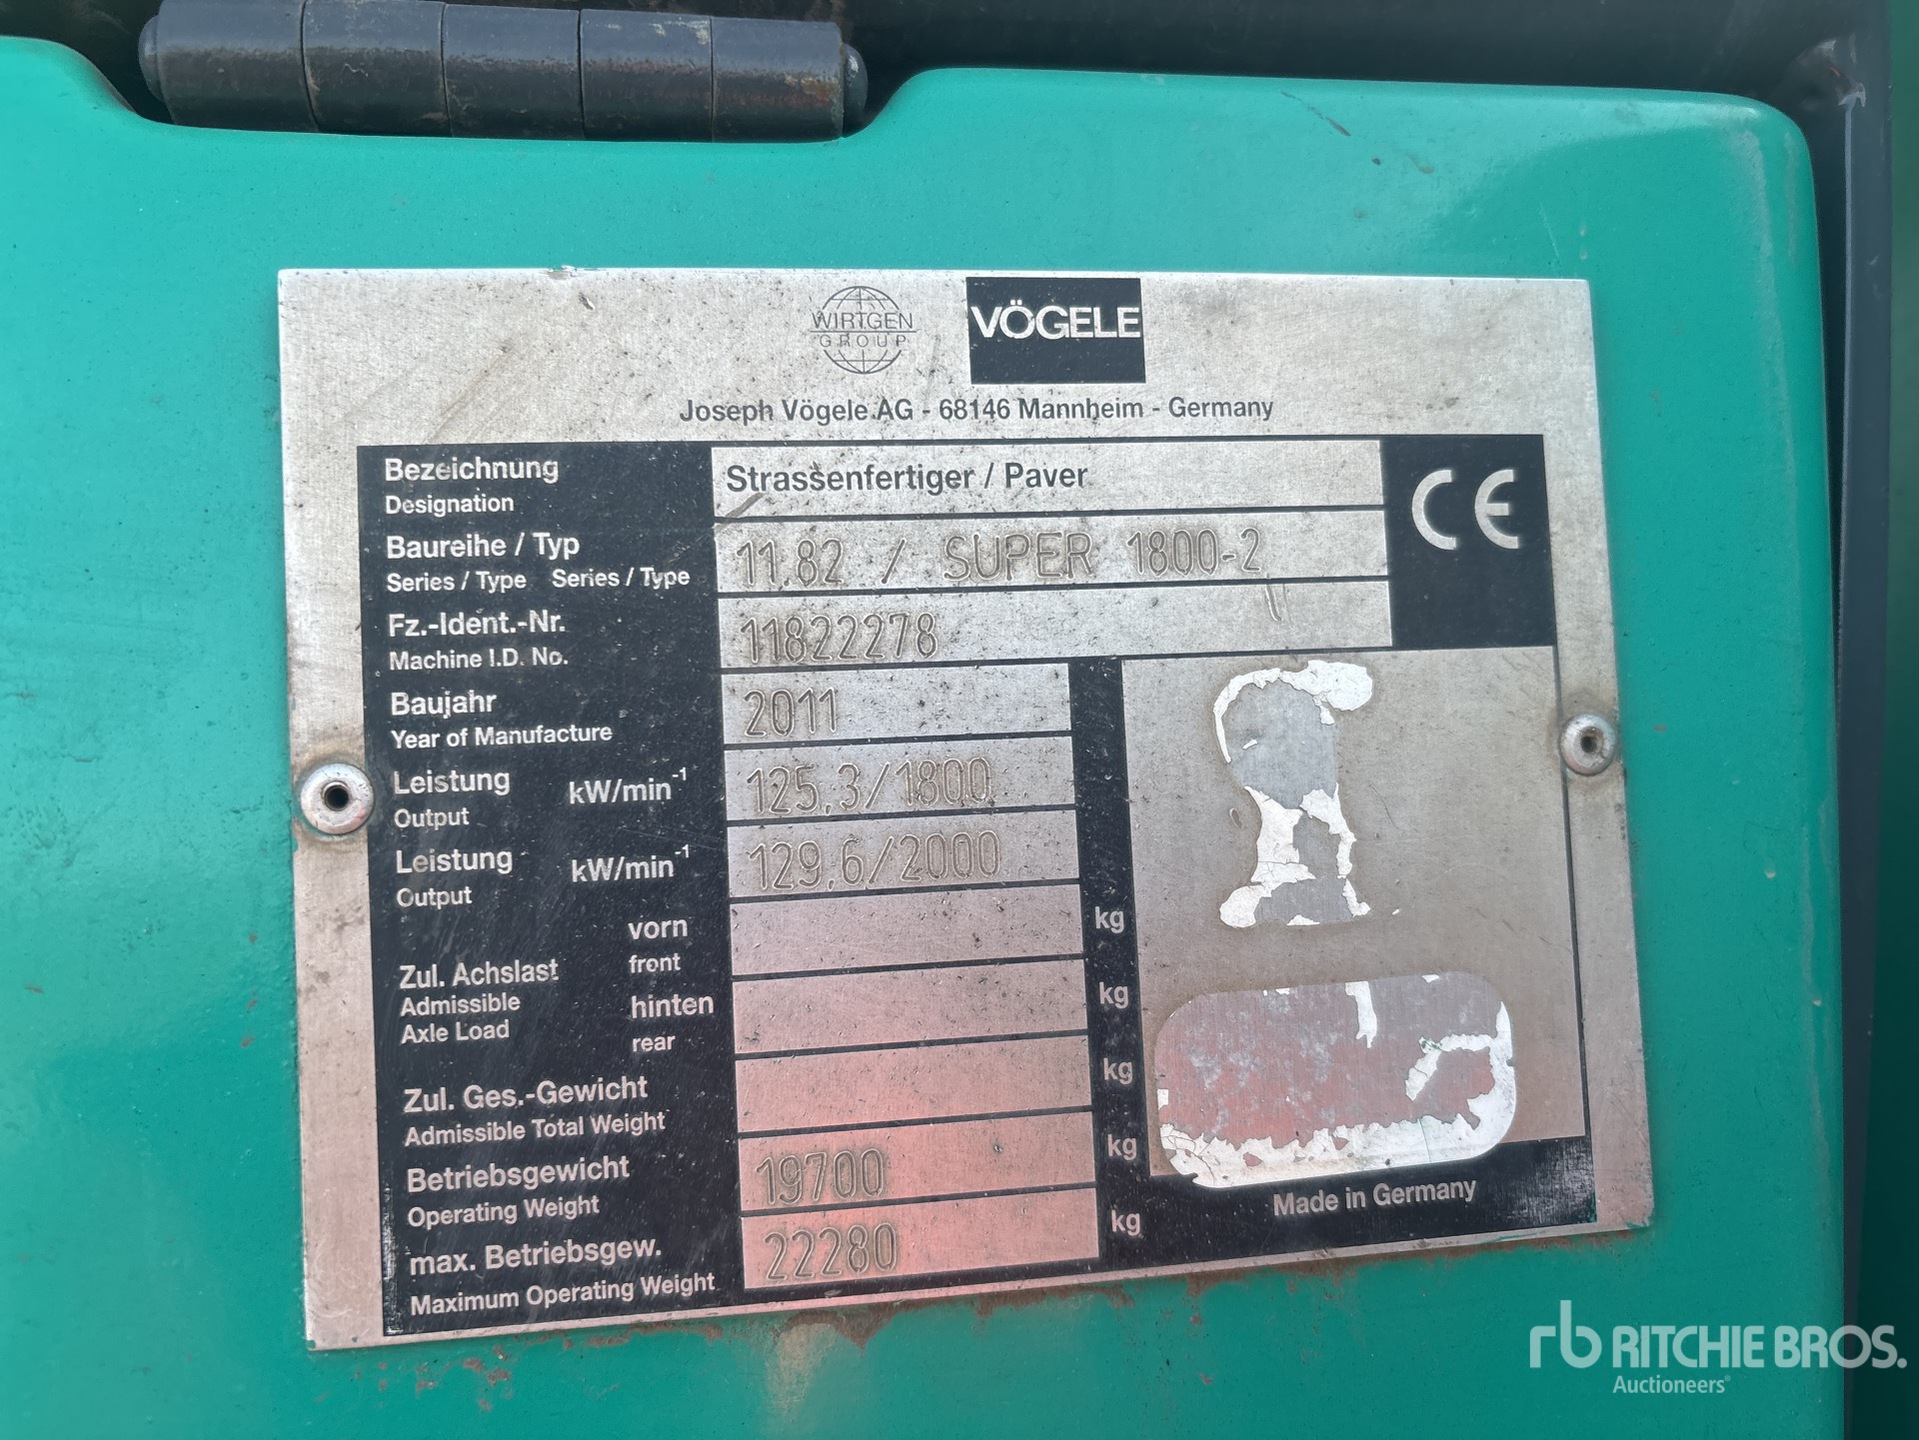 WIRTGEN
GROUP
VÖGELE
Joseph Vögele AG - 68146 Mannheim - Germany
Bezeichnung
Designation
Strassenfertiger / Paver
CE
Baureihe / Typ
Series / Type Series / Type
11.82 / SUPER 1800-2
Fz.-Ident.-Nr.
Machine I.D. No.
11822278
Baujahr
Year of Manufacture
2011
Leistung kW/min⁻¹
Output
125,3/1800
Leistung kW/min⁻¹
Output
129,6/2000
Zul. Achslast
Admissible
Axle Load
vorn
front
kg
hinten
rear
kg
Zul. Ges.-Gewicht
Admissible Total Weight
kg
Betriebsgewicht
Operating Weight
19700
kg
max. Betriebsgew.
Maximum Operating Weight
22280
kg
Made in Germany
rb RITCHIE BROS.
Auctioneers®